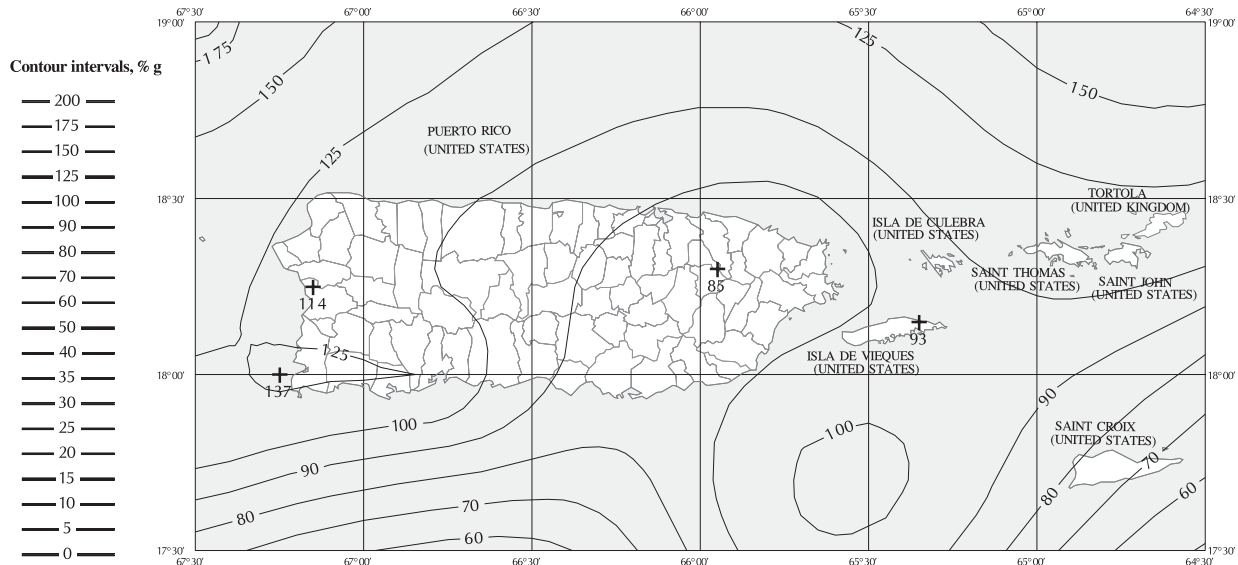 67°30' 67°00' 66°30' 66°00' 65°30' 65°00' 64°30'
19°00' 19°00'
Contour intervals, % g
200
175
150
125
100
90
80
70
60
50
40
35
30
25
20
15
10
5
0
175
150
125
125
150
PUERTO RICO
(UNITED STATES)
18°30' 18°30'
TORTOLA
(UNITED KINGDOM)
ISLA DE CULEBRA
(UNITED STATES)
SAINT THOMAS
(UNITED STATES)
SAINT JOHN
(UNITED STATES)
114
85
93
125
137
ISLA DE VIEQUES
(UNITED STATES)
18°00' 18°00'
100
90
80
70
60
100
90
80
70
60
SAINT CROIX
(UNITED STATES)
17°30' 17°30'
67°30' 67°00' 66°30' 66°00' 65°30' 65°00' 64°30'